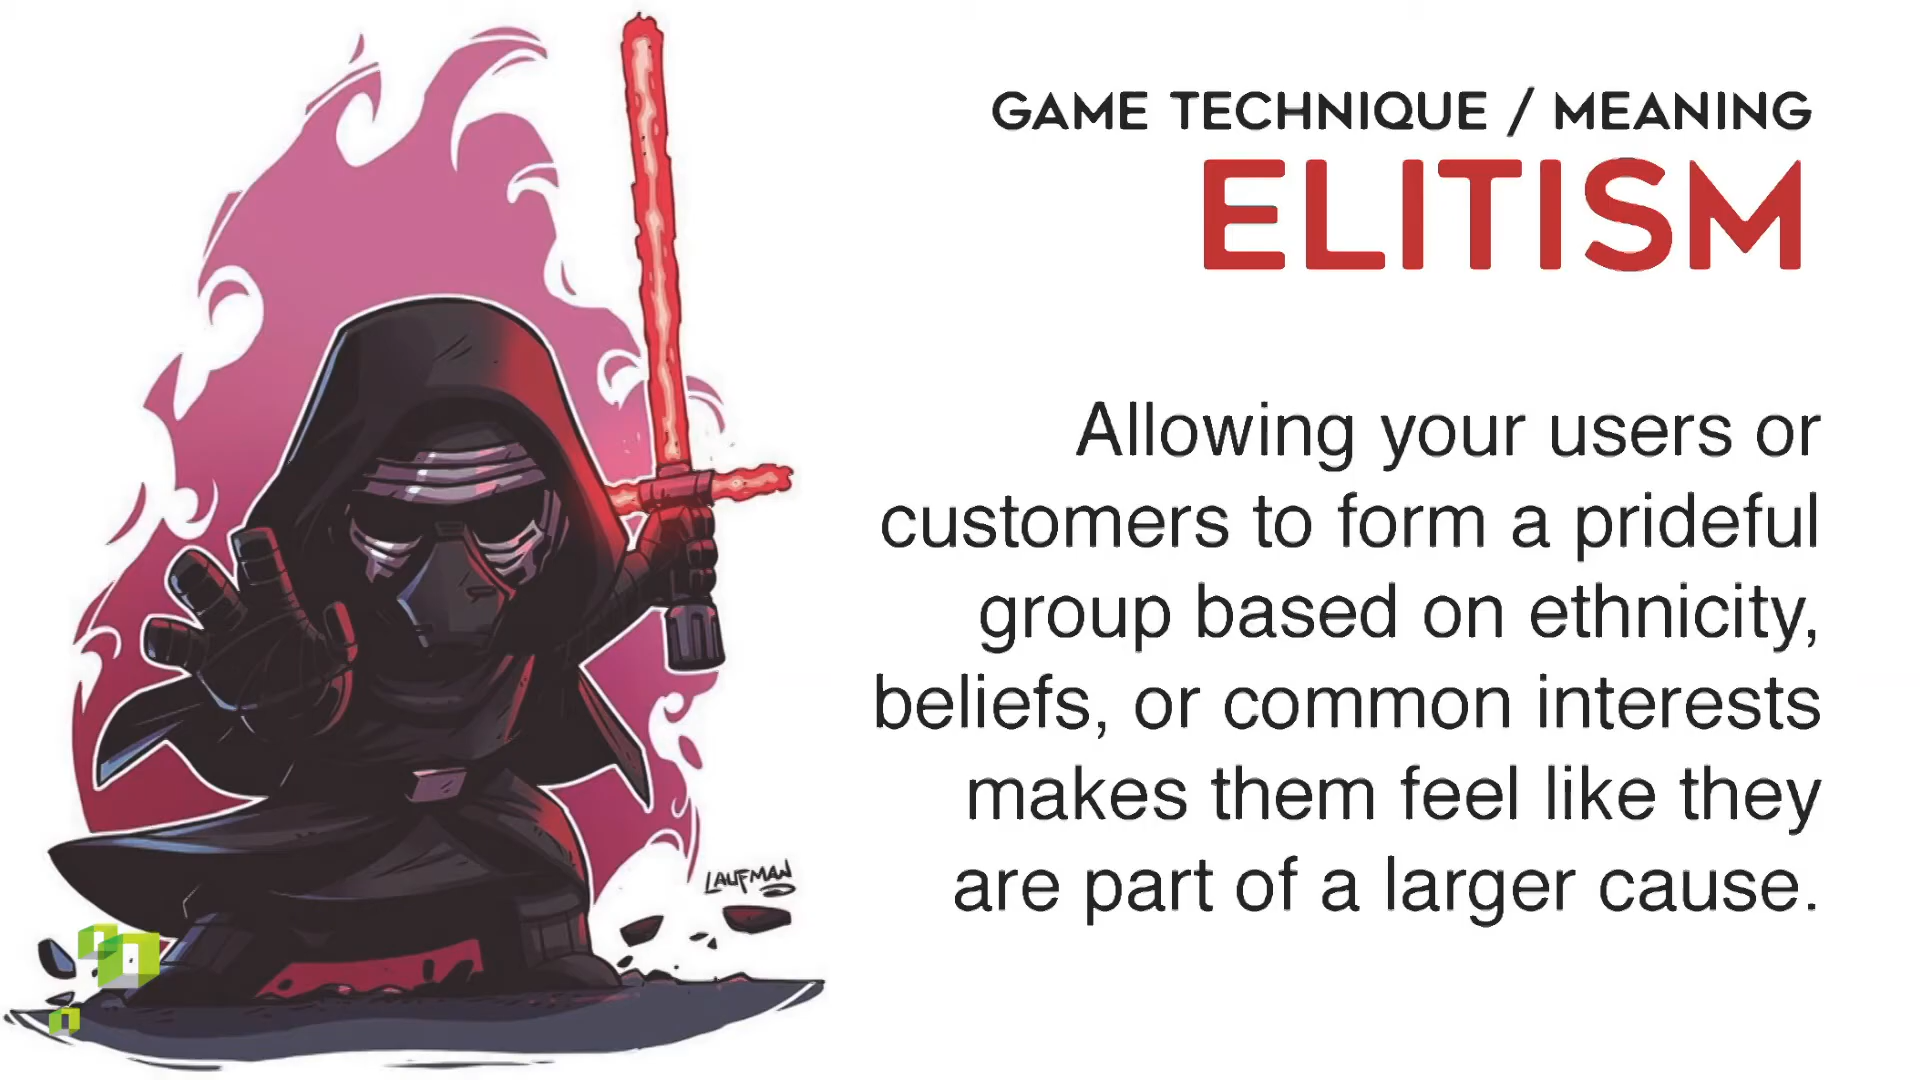 GAME TECHNIQUE / MEANING
ELITISM
Allowing your users or
customers to form a prideful
group based on ethnicity,
beliefs, or common interests
makes them feel like they
are part of a larger cause.
LAUFMAN